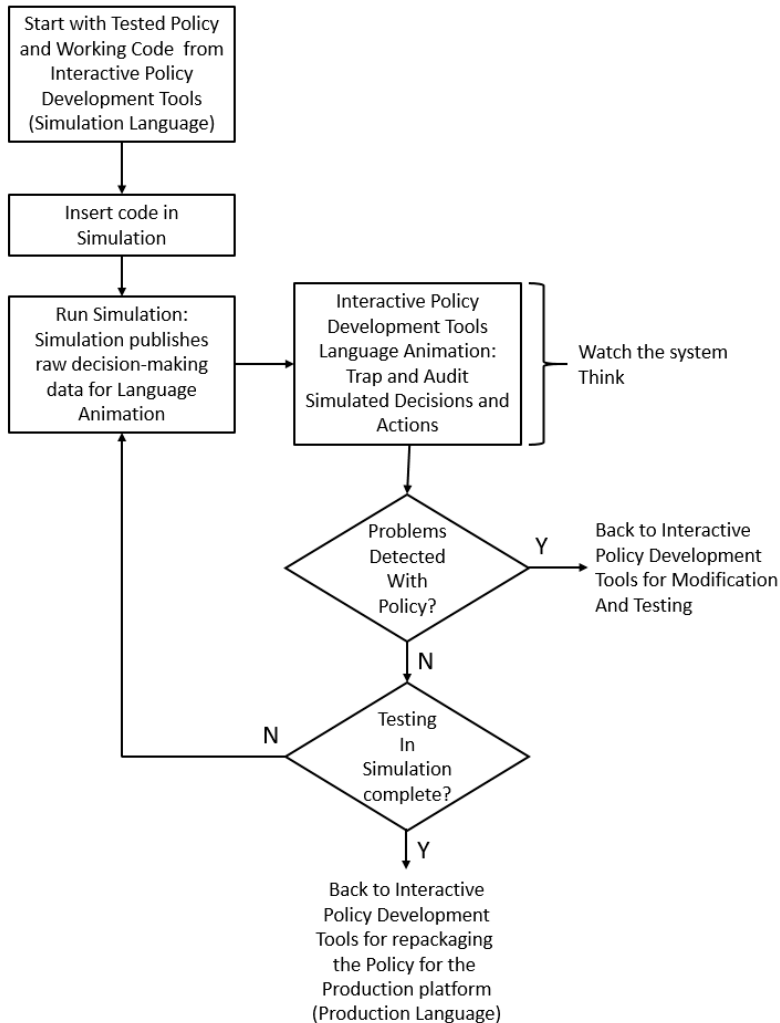 Start with Tested Policy
and Working Code from
Interactive Policy
Development Tools
(Simulation Language)
Insert code in
Simulation
Run Simulation:
Simulation publishes
raw decision-making
data for Language
Animation
Interactive Policy
Development Tools
Language Animation:
Trap and Audit
Simulated Decisions and
Actions
Watch the system
Think
Problems
Detected
With
Policy?
Y
Back to Interactive
Policy Development
Tools for Modification
And Testing
N
Testing
In
Simulation
complete?
N
Y
Back to Interactive
Policy Development
Tools for repackaging
the Policy for the
Production platform
(Production Language)